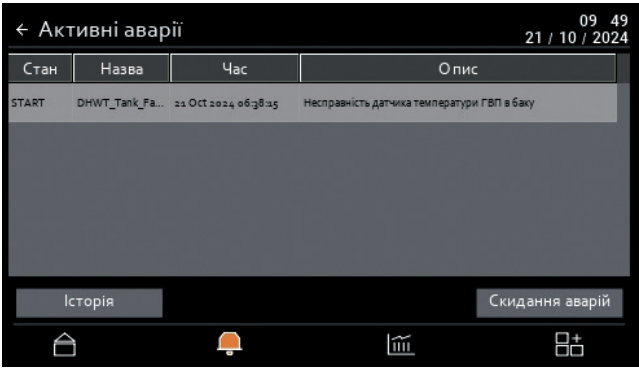 ← Активні аварії
09 49
21 / 10 / 2024
Стан Назва Час Опис
START DHWT_Tank_Fa... 21 Oct 2024 06:38:15 Несправність датчика температури ГВП в баку
Історія Скидання аварій